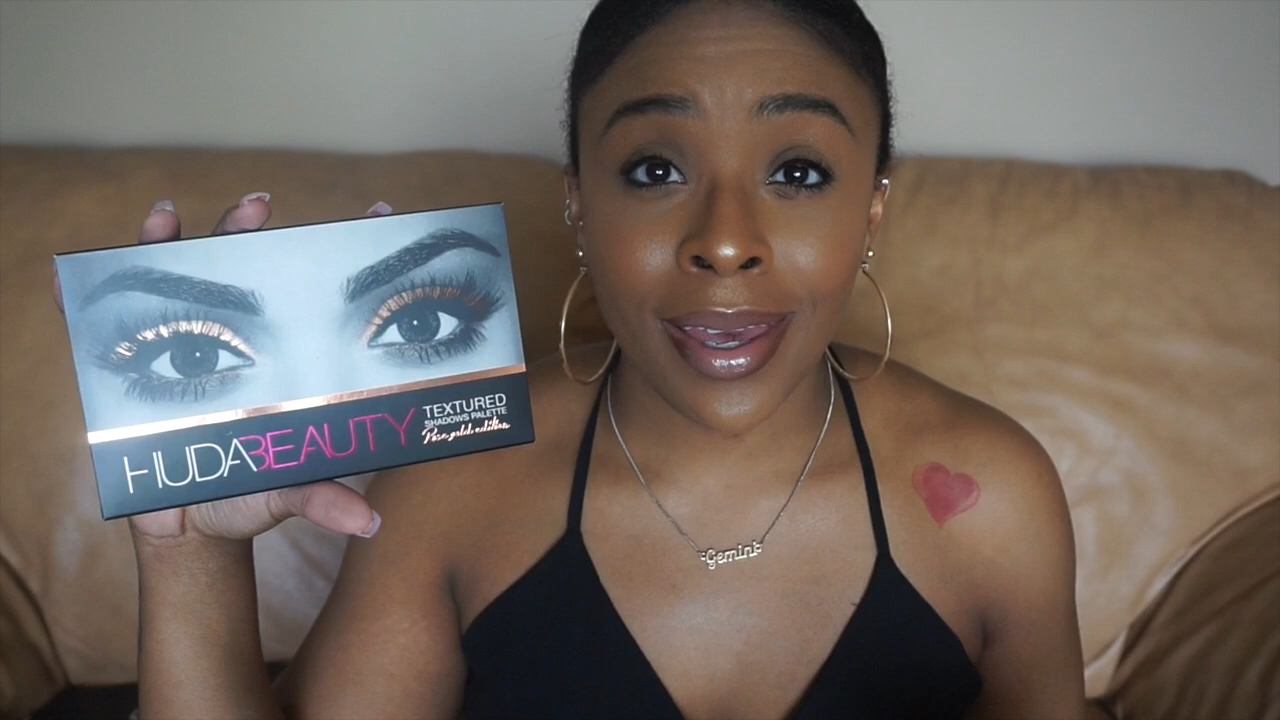 HUDABEAUTY
TEXTURED
SHADOWS PALETTE
Rose gold edition
Gemini